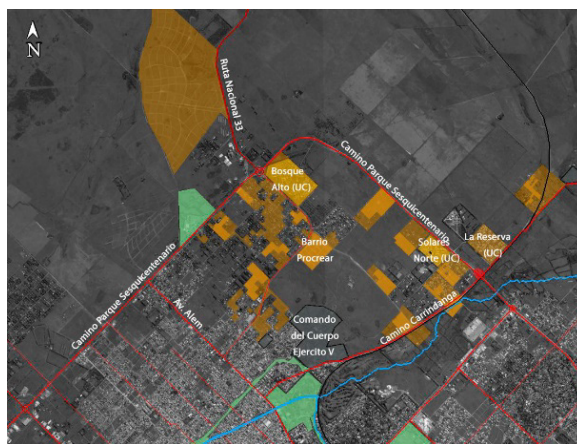 N
Ruta Nacional 33
Bosque
Alto (UC)
Camino Parque Sesquicentenario
Barrio
Procrear
Solares
Norte (UC)
La Reserva
(UC)
Camino Parque Sesquicentenario
Av. Alem
Comando
del Cuerpo
Ejercito V
Camino Carrindanga